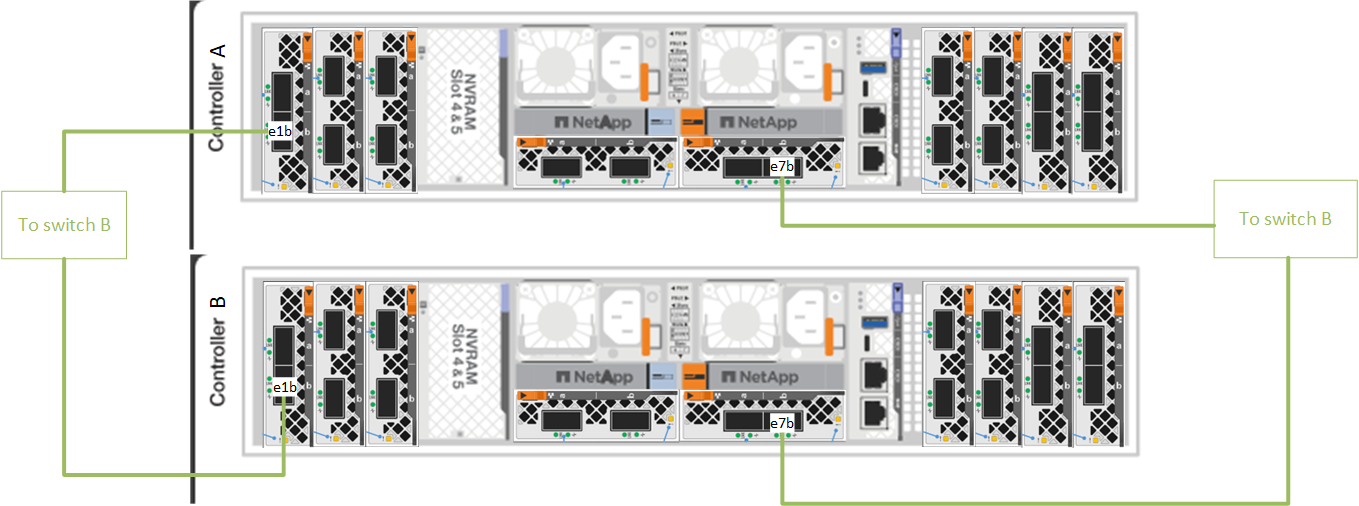 Controller A
NVRAM
Slot 4 & 5
NetApp
NetApp
a
b
a
b
a
b
a
b
e1b
e7b
To switch B
To switch B
Controller B
NVRAM
Slot 4 & 5
NetApp
NetApp
a
b
a
b
a
b
a
b
e1b
e7b